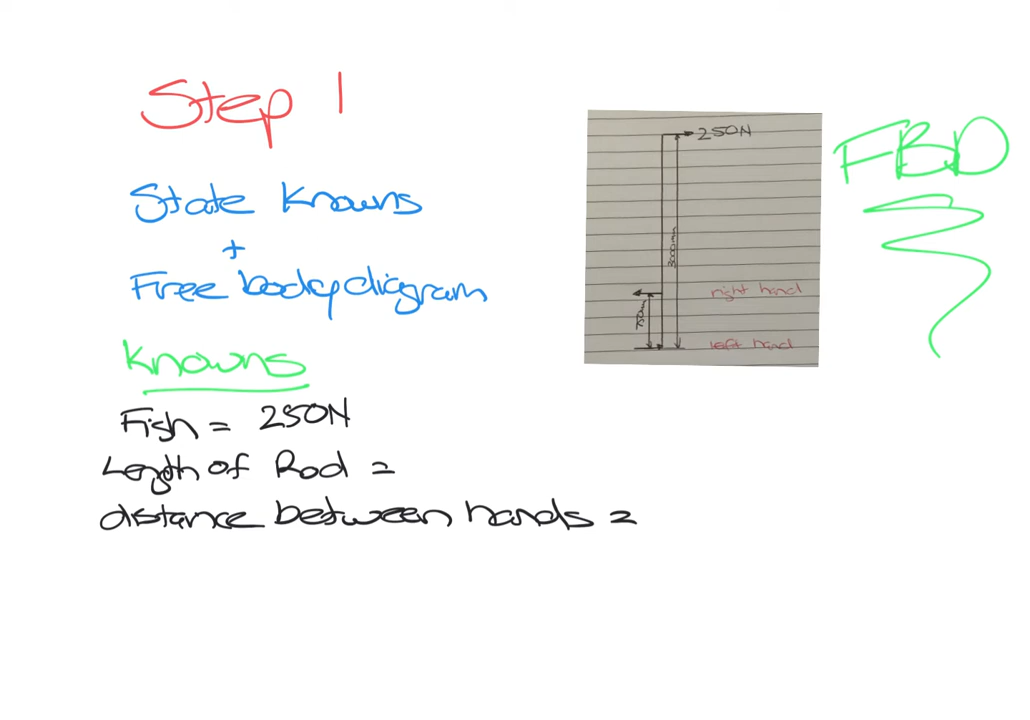 Step 1
State Knowns
+
Free body diagram
Knowns
Fish = 250N
Length of Rod =
distance between hands =
250N
3000mm
right hand
left hand
FBD